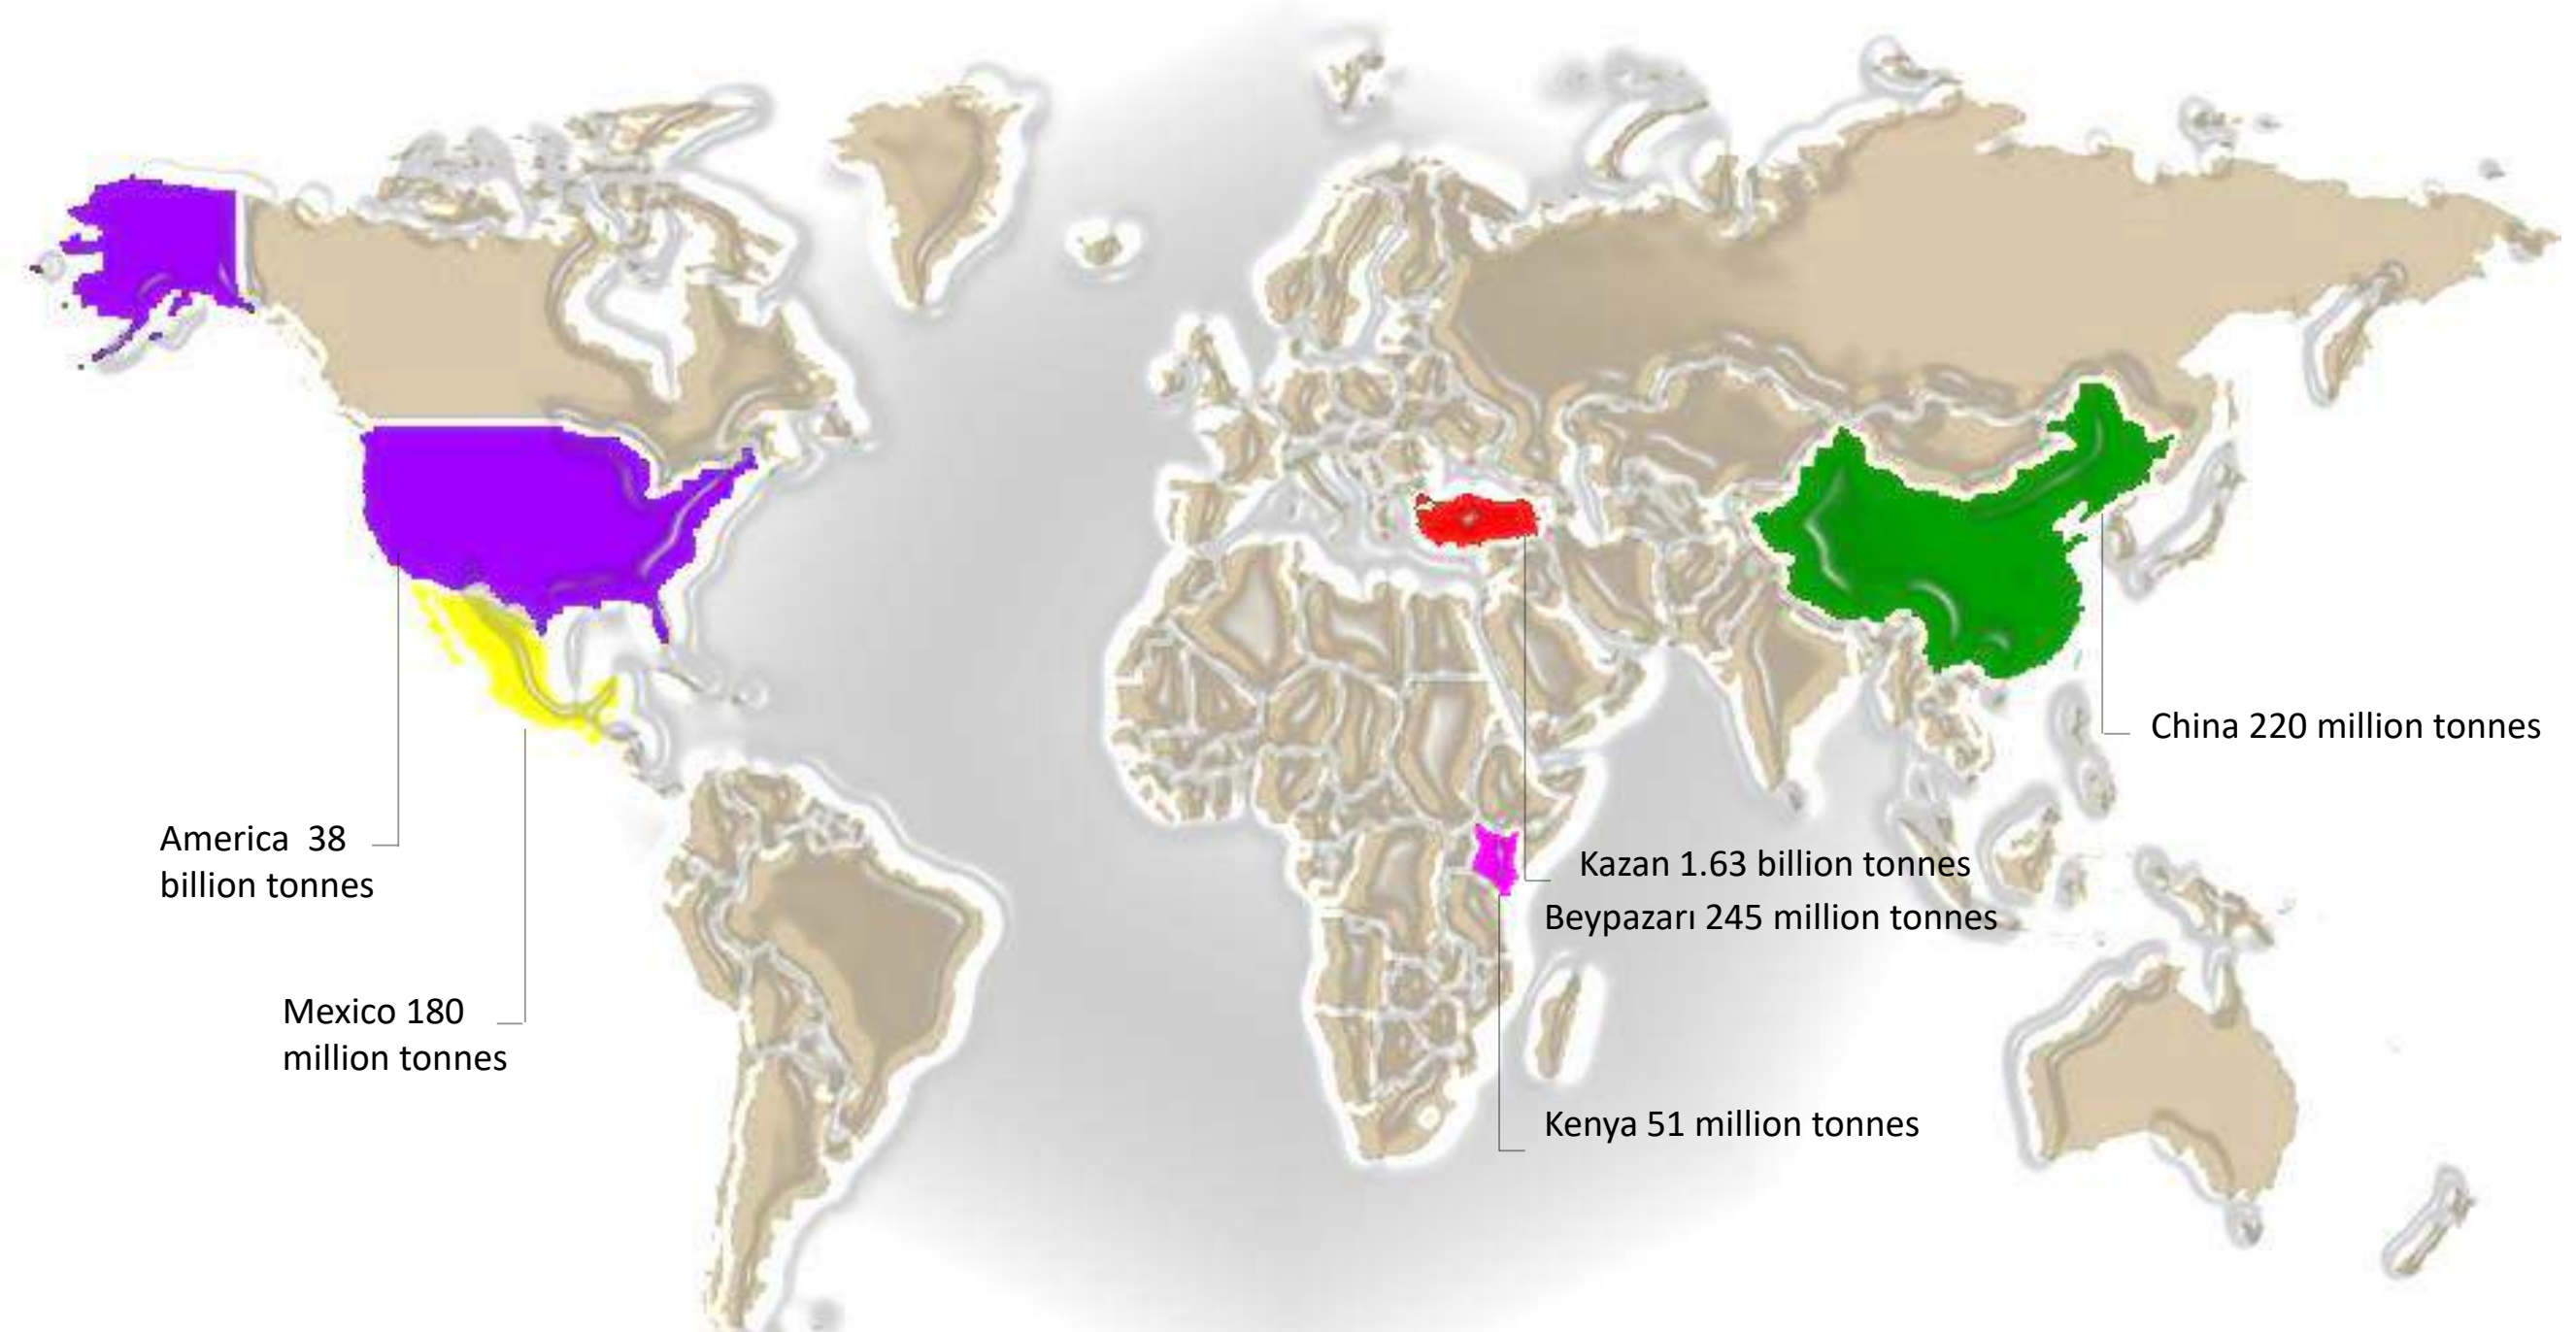 China 220 million tonnes
America  38
billion tonnes
Kazan 1.63 billion tonnes
Beypazarı 245 million tonnes
Mexico 180
million tonnes
Kenya 51 million tonnes